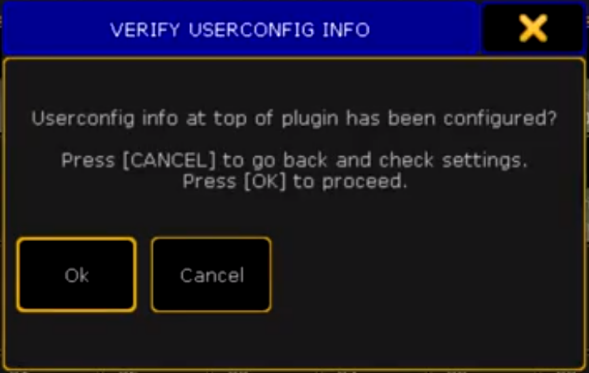 VERIFY USERCONFIG INFO
Userconfig info at top of plugin has been configured?
Press [CANCEL] to go back and check settings.
Press [OK] to proceed.
Ok
Cancel